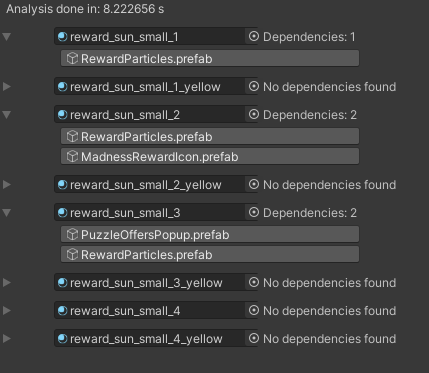 Analysis done in: 8.222656 s
reward_sun_small_1 Dependencies: 1
RewardParticles.prefab
reward_sun_small_1_yellow No dependencies found
reward_sun_small_2 Dependencies: 2
RewardParticles.prefab
MadnessRewardIcon.prefab
reward_sun_small_2_yellow No dependencies found
reward_sun_small_3 Dependencies: 2
PuzzleOffersPopup.prefab
RewardParticles.prefab
reward_sun_small_3_yellow No dependencies found
reward_sun_small_4 No dependencies found
reward_sun_small_4_yellow No dependencies found